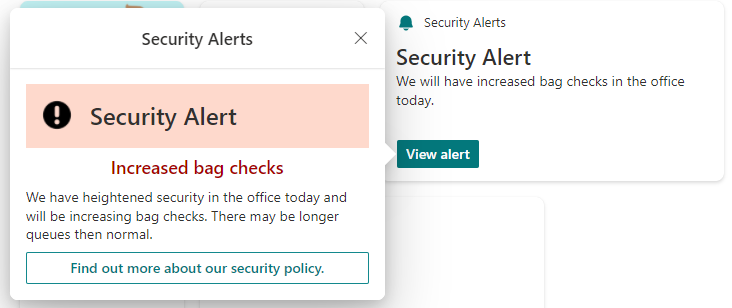 Security Alerts
Security Alert
Increased bag checks
We have heightened security in the office today and
will be increasing bag checks. There may be longer
queues then normal.
Find out more about our security policy.
Security Alerts
Security Alert
We will have increased bag checks in the office
today.
View alert